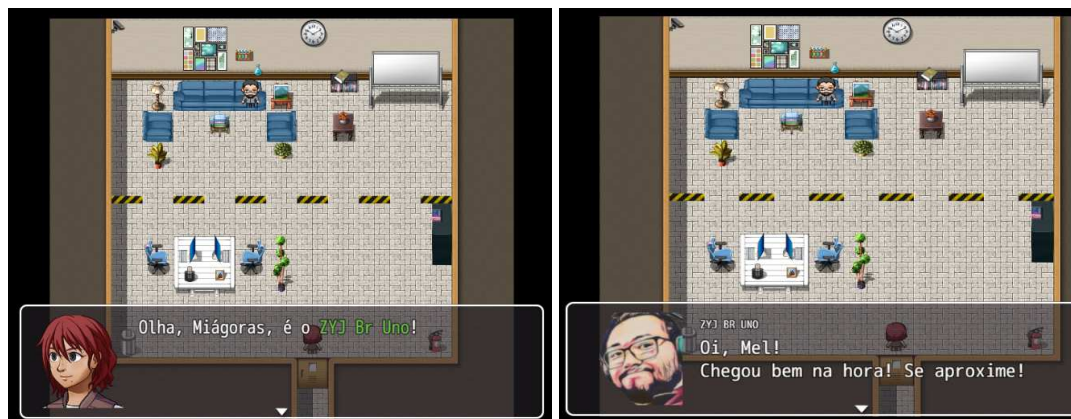 Olha, Miágoras, é o ZYJ Br Uno!
ZYJ BR UNO
Oi, Mel!
Chegou bem na hora! Se aproxime!